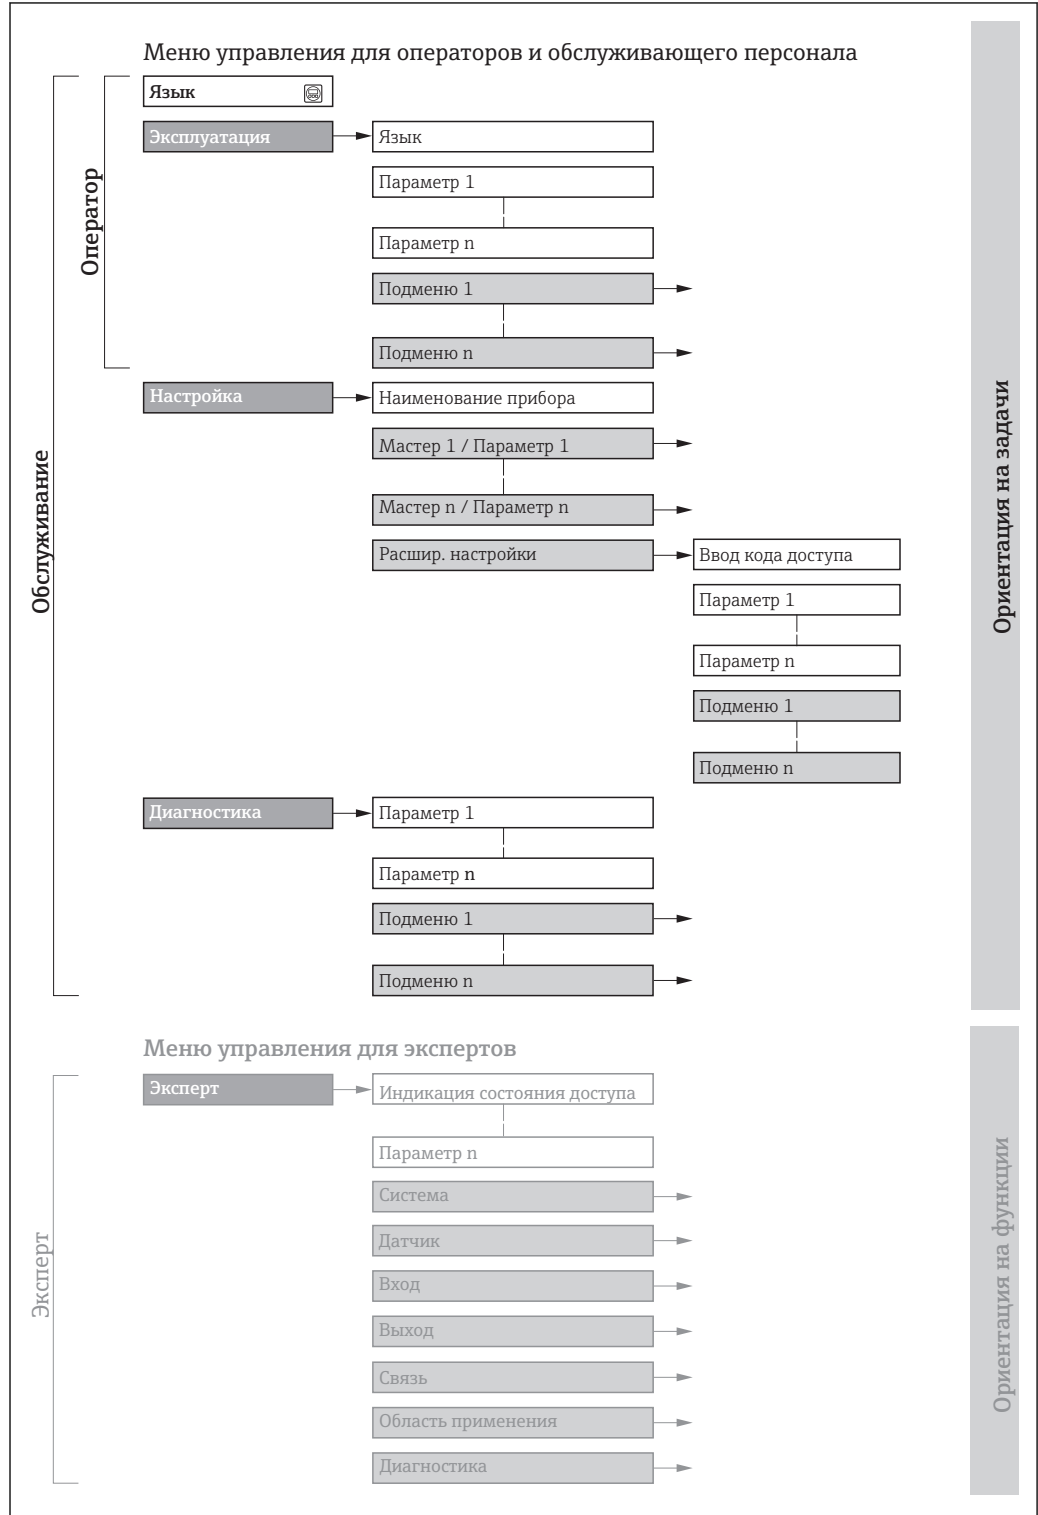 Меню управления для операторов и обслуживающего персонала
Язык
Эксплуатация
Язык
Параметр 1
Параметр n
Подменю 1
Подменю n
Оператор
Настройка
Наименование прибора
Мастер 1 / Параметр 1
Мастер n / Параметр n
Расшир. настройки
Ввод кода доступа
Параметр 1
Параметр n
Подменю 1
Подменю n
Обслуживание
Диагностика
Параметр 1
Параметр n
Подменю 1
Подменю n
Ориентация на задачи
Меню управления для экспертов
Эксперт
Индикация состояния доступа
Параметр n
Система
Датчик
Вход
Выход
Связь
Область применения
Диагностика
Эксперт
Ориентация на функции